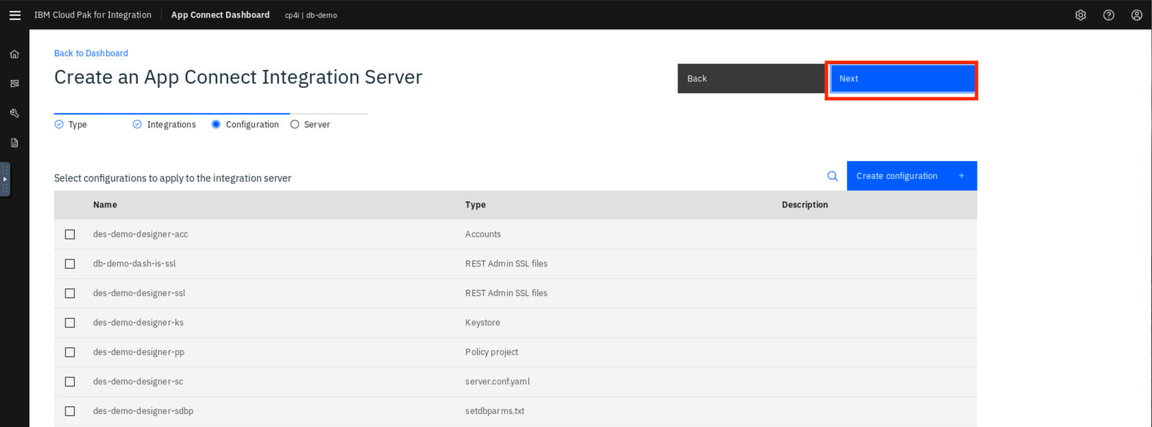 IBM Cloud Pak for Integration App Connect Dashboard cp4i | db-demo
Back to Dashboard
Create an App Connect Integration Server
Back Next
Type Integrations Configuration Server
Select configurations to apply to the integration server
Create configuration +
Name Type Description
des-demo-designer-acc Accounts
db-demo-dash-is-ssl REST Admin SSL files
des-demo-designer-ssl REST Admin SSL files
des-demo-designer-ks Keystore
des-demo-designer-pp Policy project
des-demo-designer-sc server.conf.yaml
des-demo-designer-sdbp setdbparms.txt